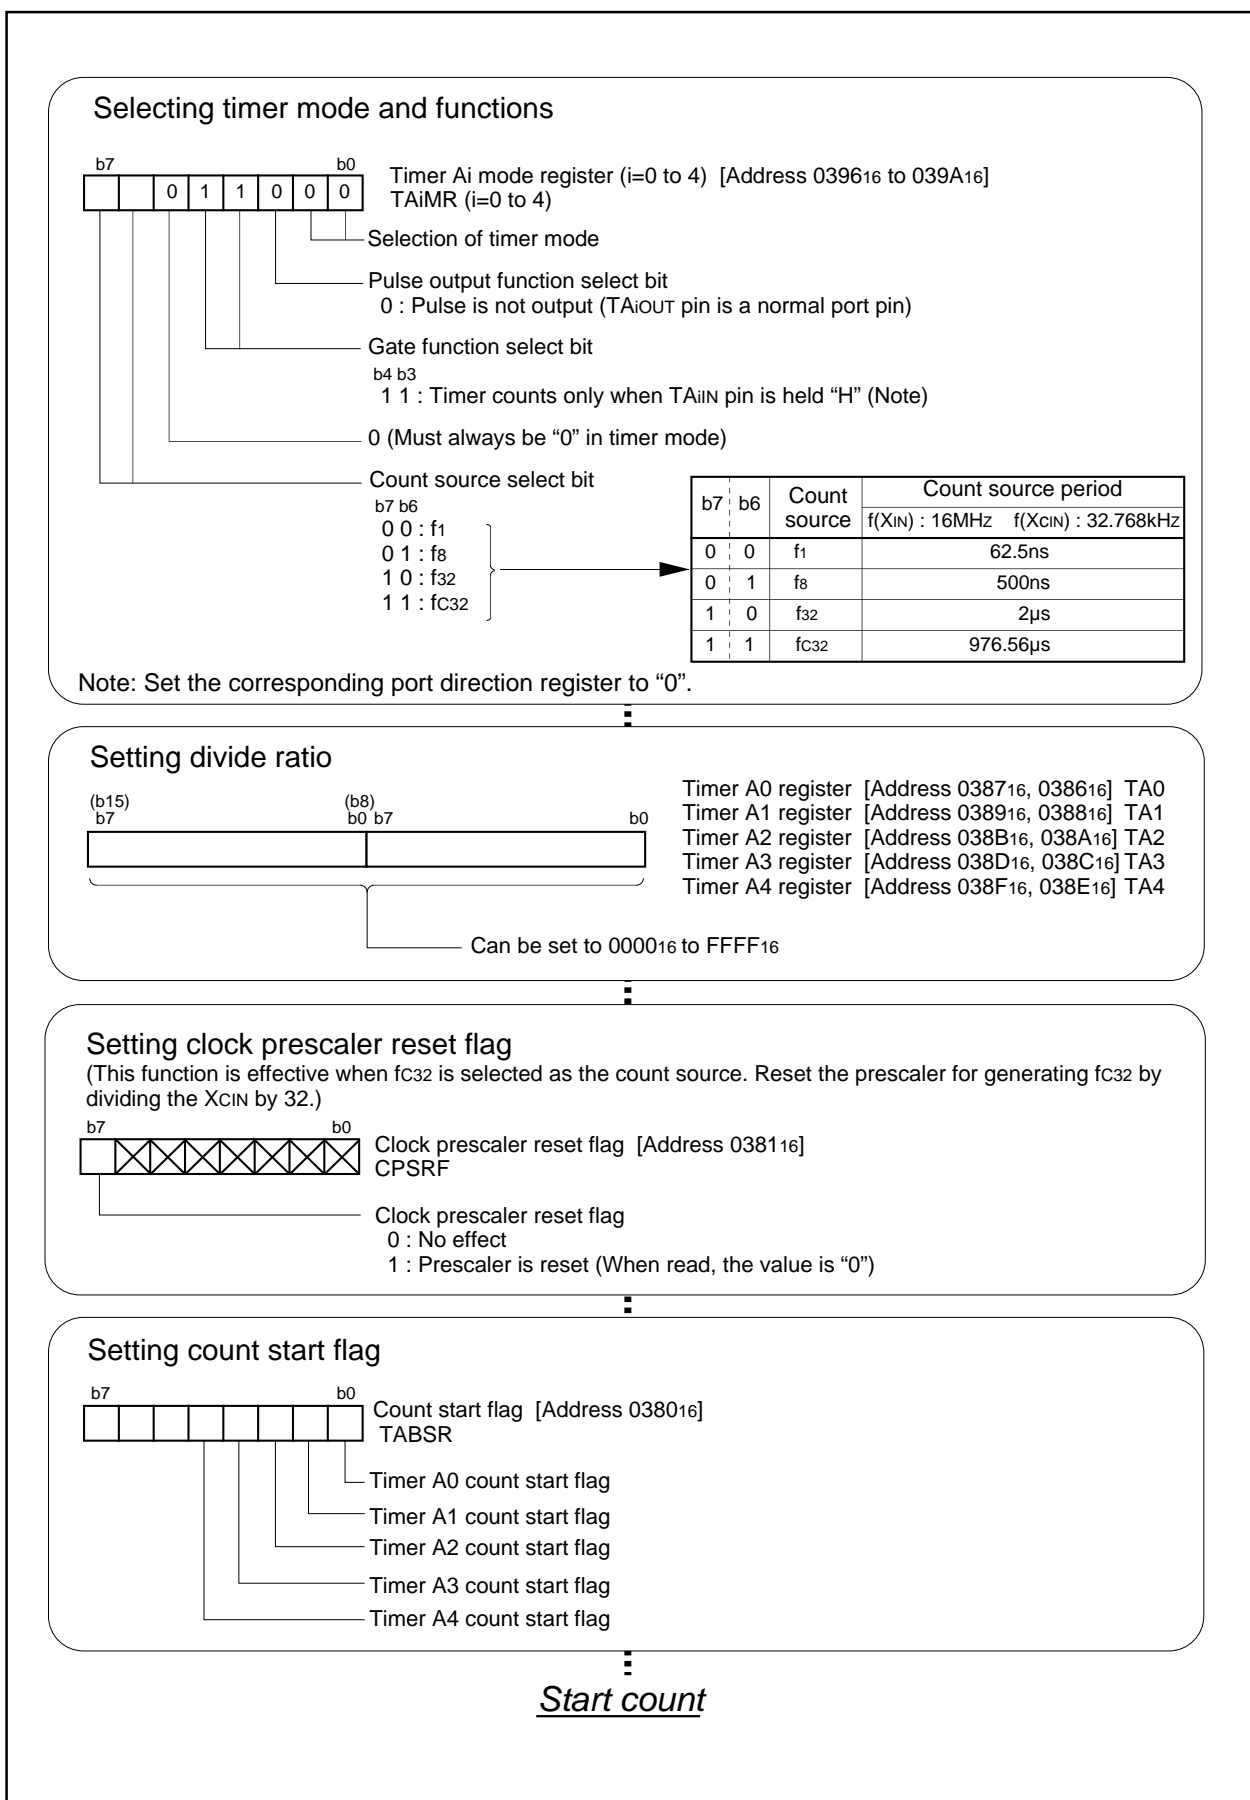 Selecting timer mode and functions
b7 b0
0 1 1 0 0 0
Timer Ai mode register (i=0 to 4) [Address 039616 to 039A16]
TAiMR (i=0 to 4)
Selection of timer mode
Pulse output function select bit
0 : Pulse is not output (TAiOUT pin is a normal port pin)
Gate function select bit
b4 b3
1 1 : Timer counts only when TAiIN pin is held “H” (Note)
0 (Must always be “0” in timer mode)
Count source select bit
b7 b6
0 0 : f1
0 1 : f8
1 0 : f32
1 1 : fC32
b7 b6 Count source Count source period
f(XIN) : 16MHZ f(XCIN) : 32.768kHZ
0 0 f1 62.5ns
0 1 f8 500ns
1 0 f32 2µs
1 1 fC32 976.56µs
Note: Set the corresponding port direction register to “0”.
Setting divide ratio
(b15) (b8)
b7 b0 b7 b0
Timer A0 register [Address 038716, 038616] TA0
Timer A1 register [Address 038916, 038816] TA1
Timer A2 register [Address 038B16, 038A16] TA2
Timer A3 register [Address 038D16, 038C16] TA3
Timer A4 register [Address 038F16, 038E16] TA4
Can be set to 000016 to FFFF16
Setting clock prescaler reset flag
(This function is effective when fC32 is selected as the count source. Reset the prescaler for generating fC32 by
dividing the XCIN by 32.)
b7 b0
Clock prescaler reset flag [Address 038116]
CPSRF
Clock prescaler reset flag
0 : No effect
1 : Prescaler is reset (When read, the value is “0”)
Setting count start flag
b7 b0
Count start flag [Address 038016]
TABSR
Timer A0 count start flag
Timer A1 count start flag
Timer A2 count start flag
Timer A3 count start flag
Timer A4 count start flag
Start count